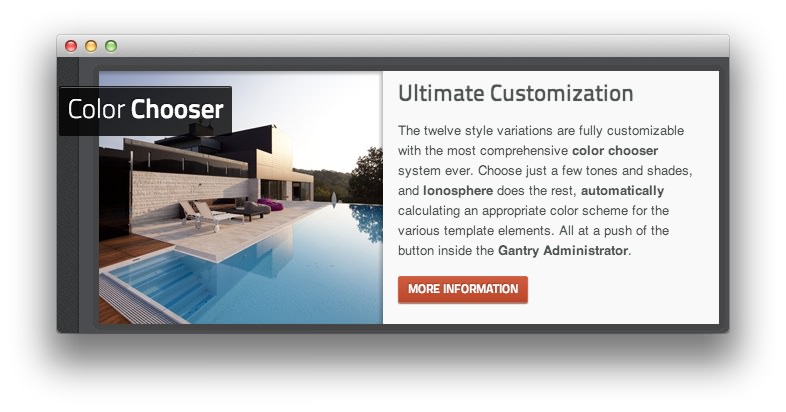 Color Chooser
Ultimate Customization
The twelve style variations are fully customizable
with the most comprehensive color chooser
system ever. Choose just a few tones and shades,
and Ionosphere does the rest, automatically
calculating an appropriate color scheme for the
various template elements. All at a push of the
button inside the Gantry Administrator.
MORE INFORMATION